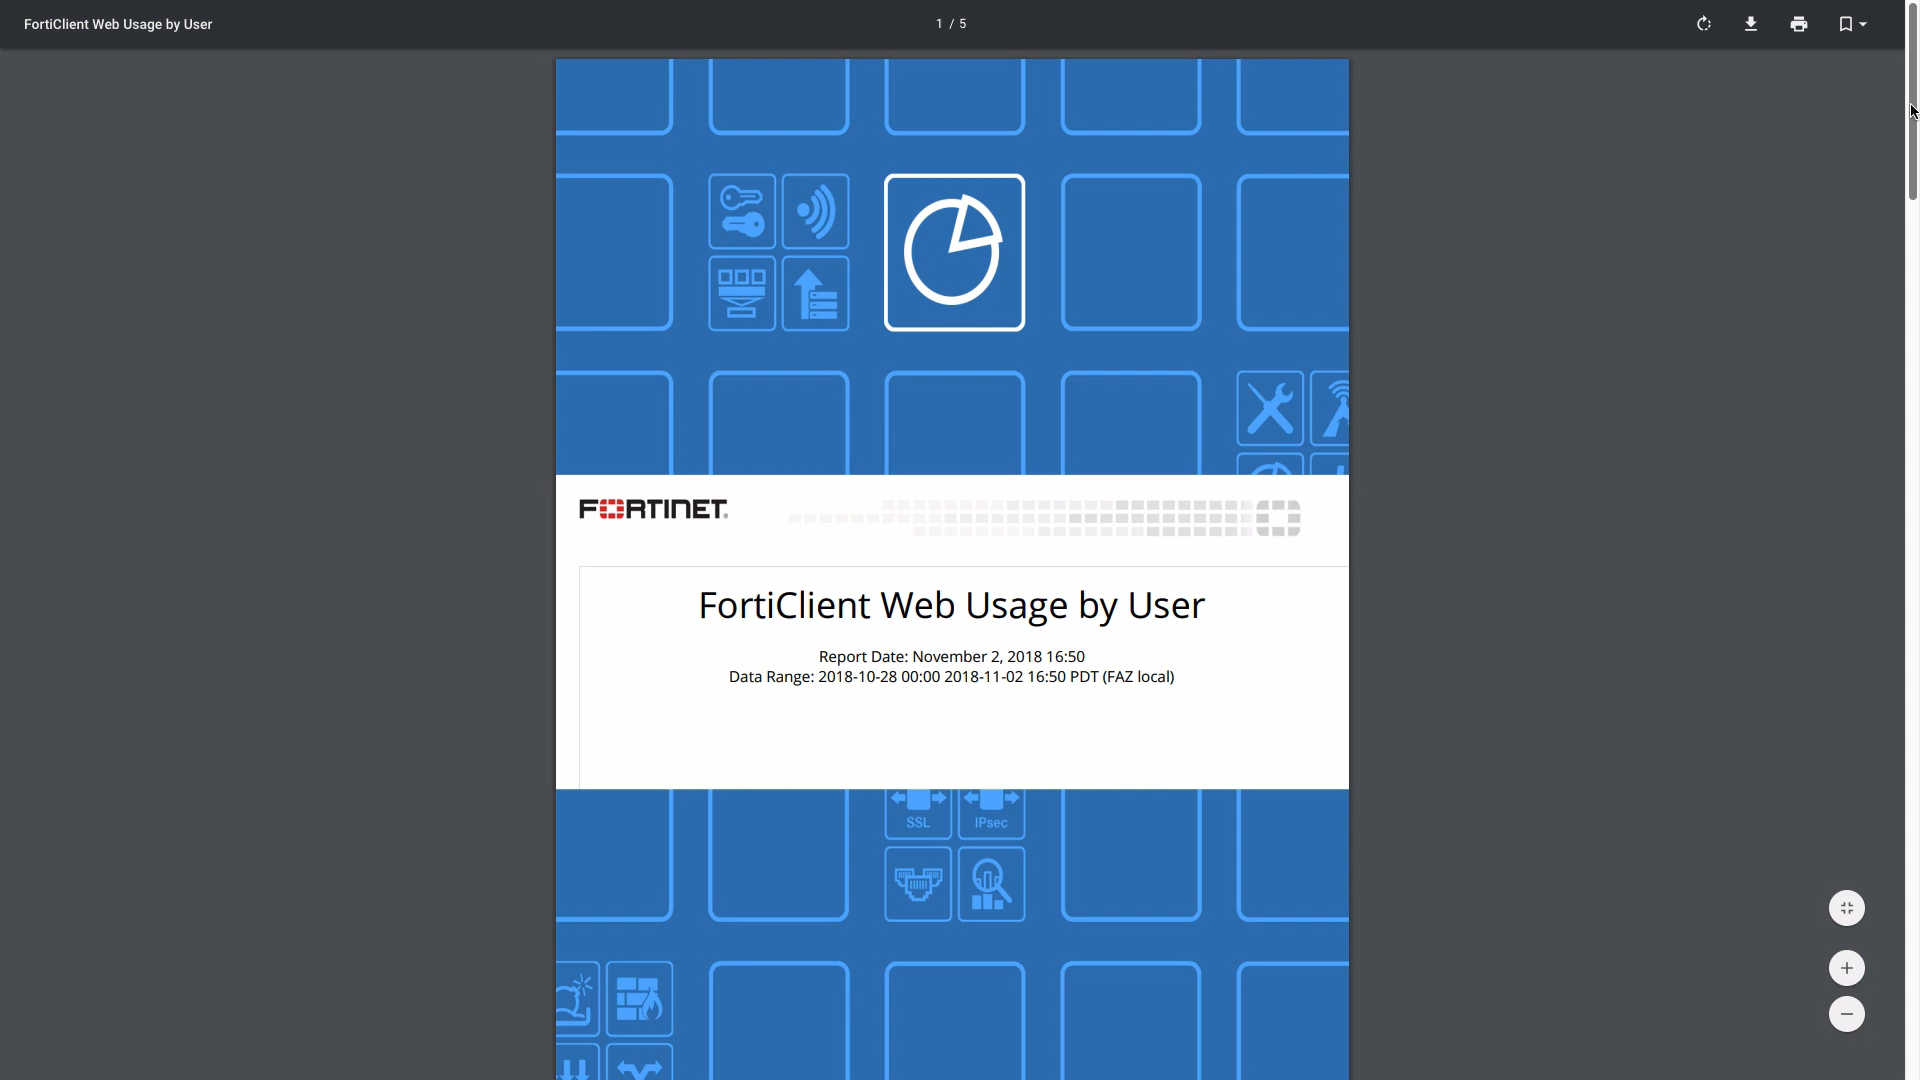 FortiClient Web Usage by User
1 / 5
FORTINET
FortiClient Web Usage by User
Report Date: November 2, 2018 16:50
Data Range: 2018-10-28 00:00 2018-11-02 16:50 PDT (FAZ local)
SSL
IPsec